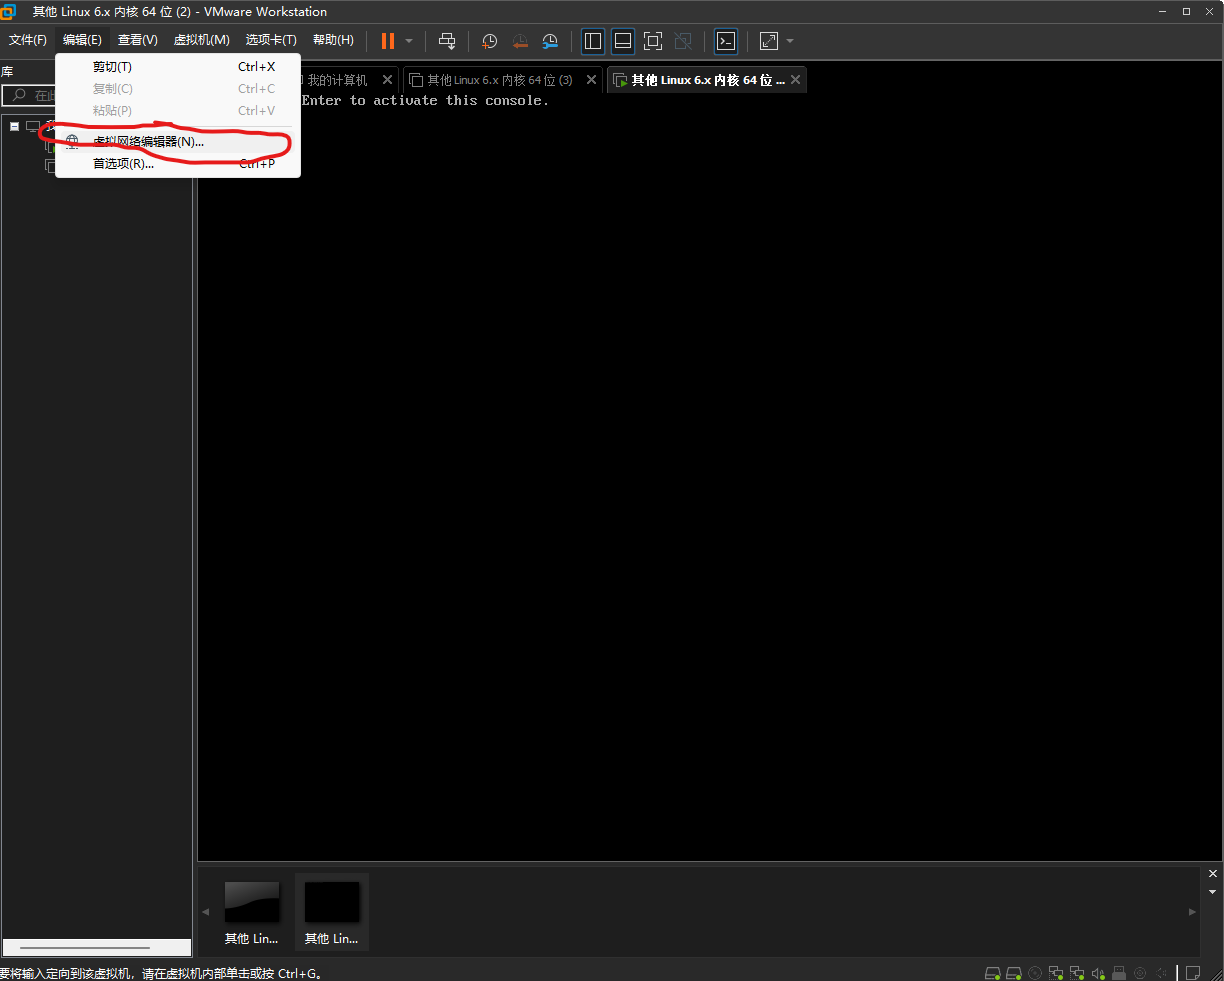 其他 Linux 6.x 内核 64 位 (2) - VMware Workstation
文件(F) 编辑(E) 查看(V) 虚拟机(M) 选项卡(T) 帮助(H)
库
剪切(T) Ctrl+X
复制(C) Ctrl+C
粘贴(P) Ctrl+V
虚拟网络编辑器(N)...
首选项(R)... Ctrl+P
在此
我的计算机
其他 Linux 6.x 内核 64 位 (3)
其他 Linux 6.x 内核 64 位 ...
Enter to activate this console.
其他 Lin...
其他 Lin...
要将输入定向到该虚拟机，请在虚拟机内部单击或按 Ctrl+G。